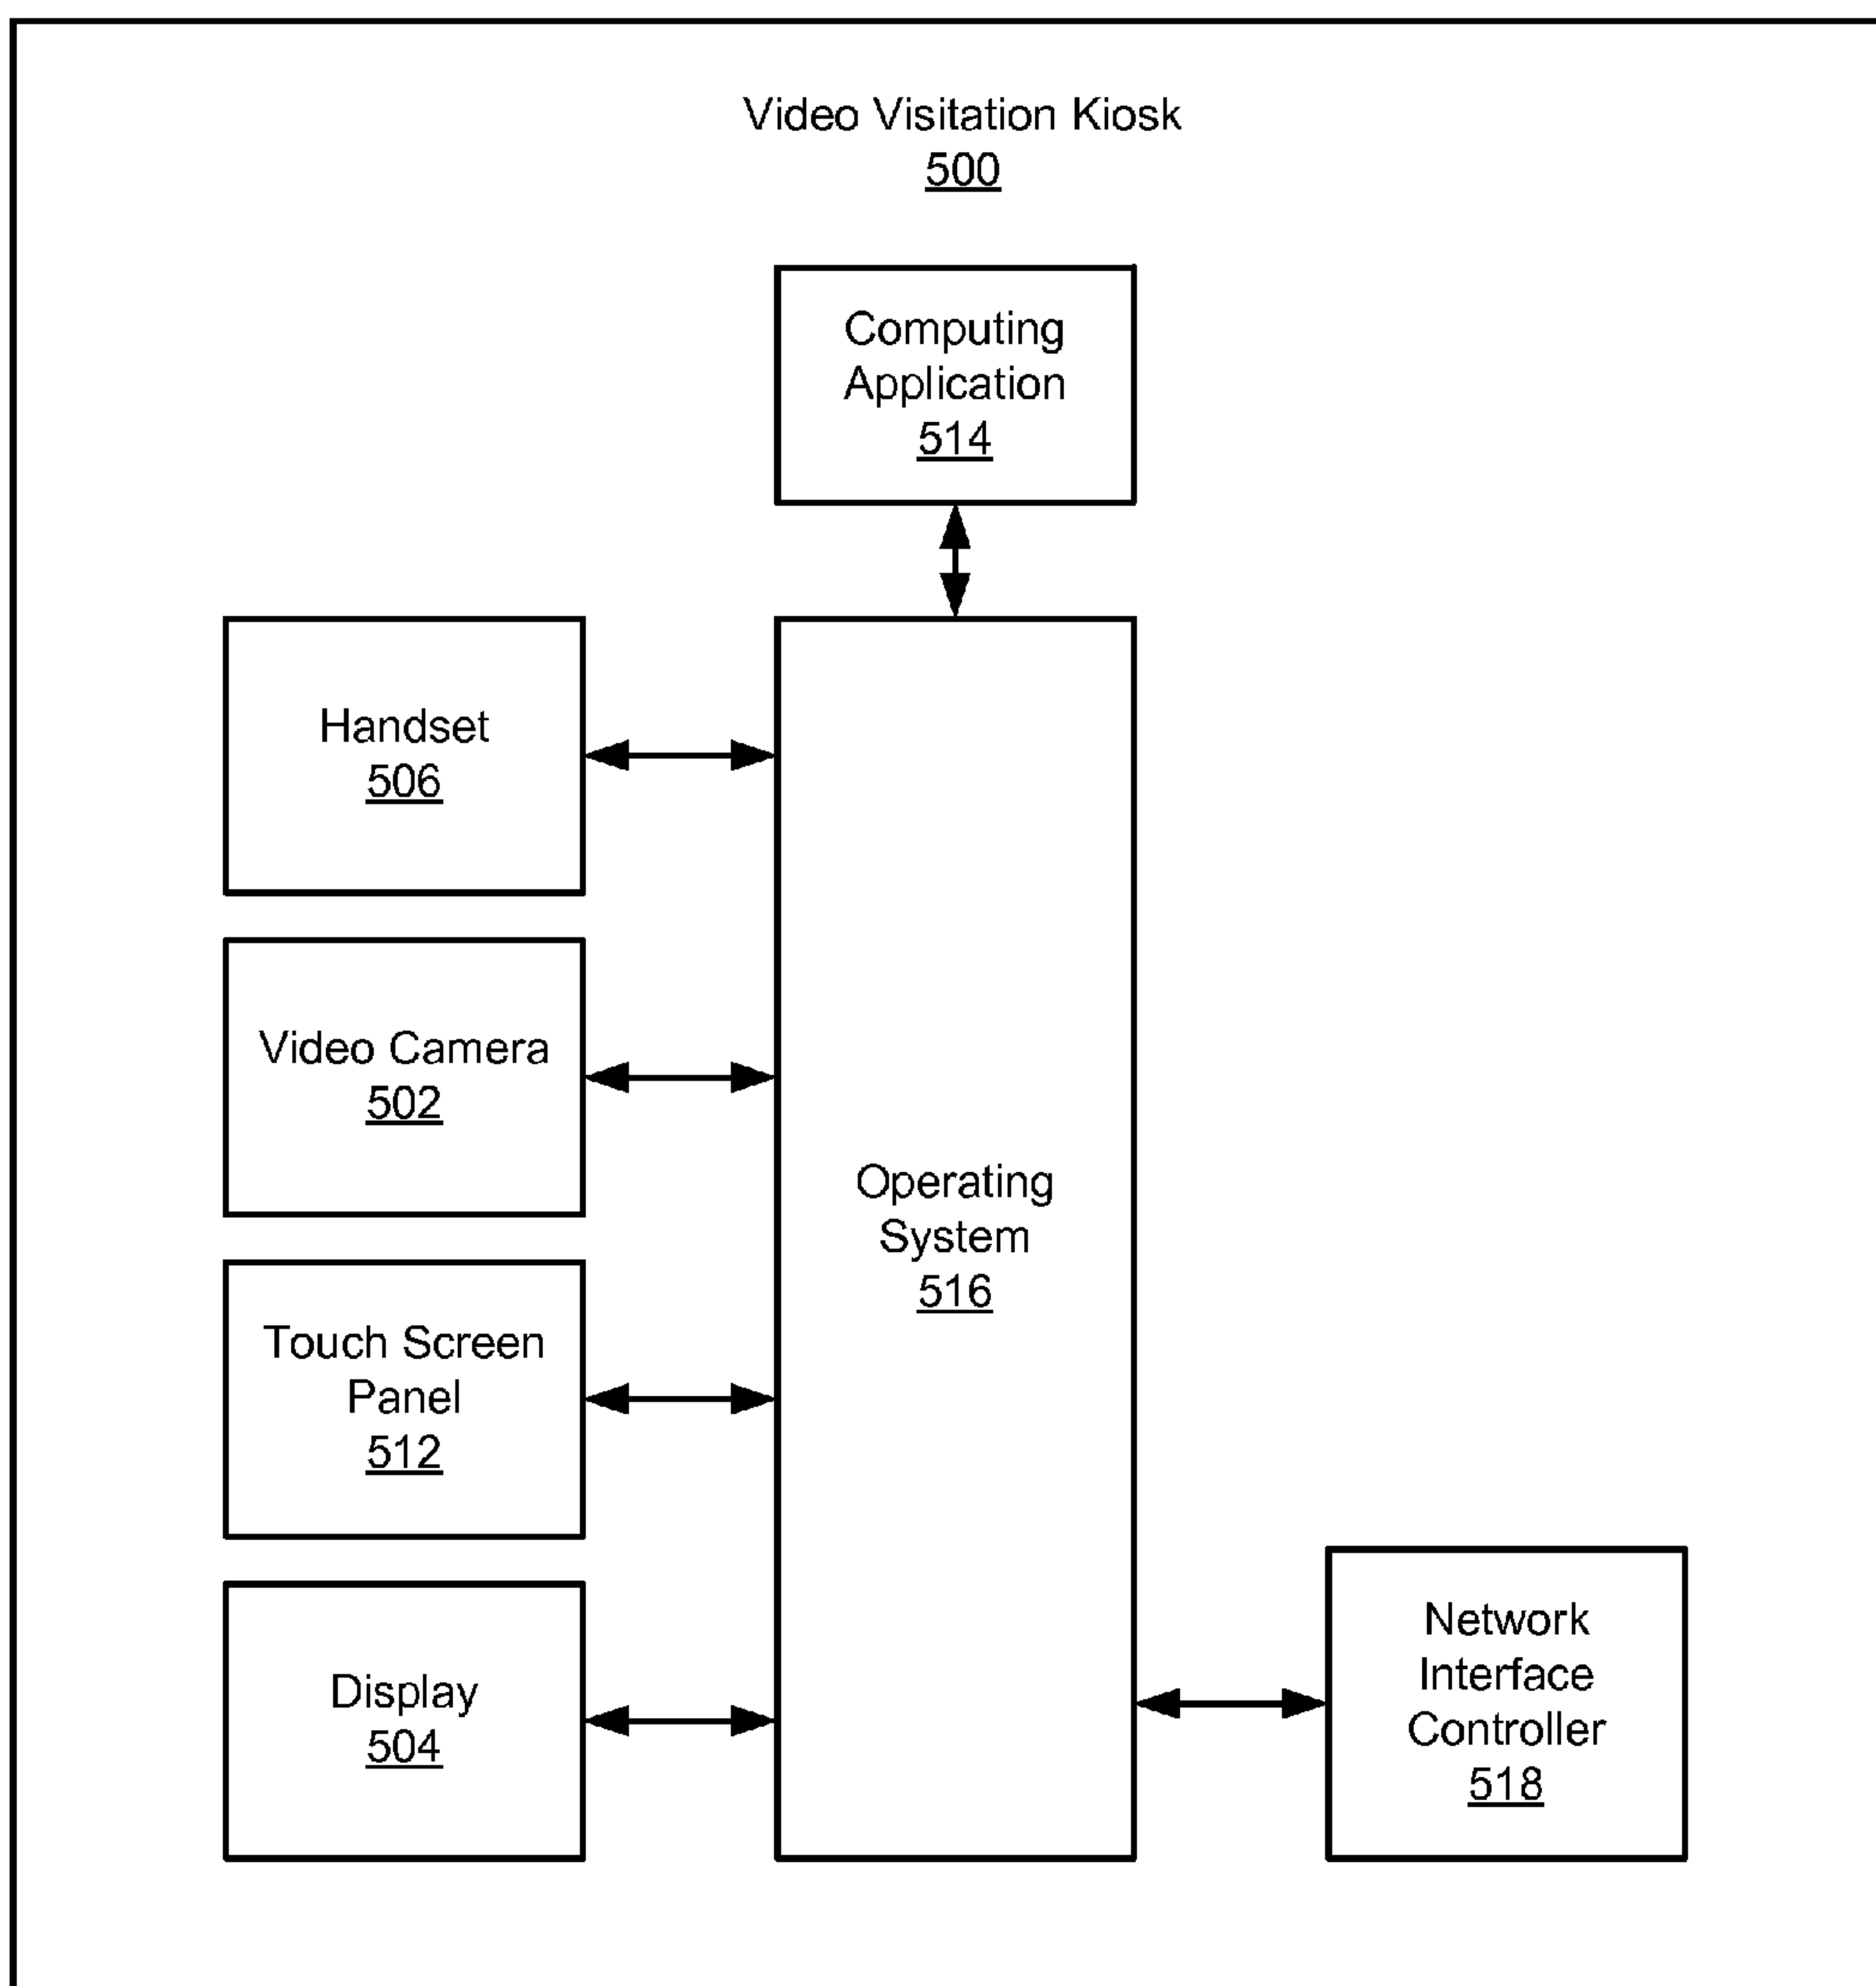 Video Visitation Kiosk
500
Computing
Application
514
Handset
506
Video Camera
502
Touch Screen
Panel
512
Display
504
Operating
System
516
Network
Interface
Controller
518